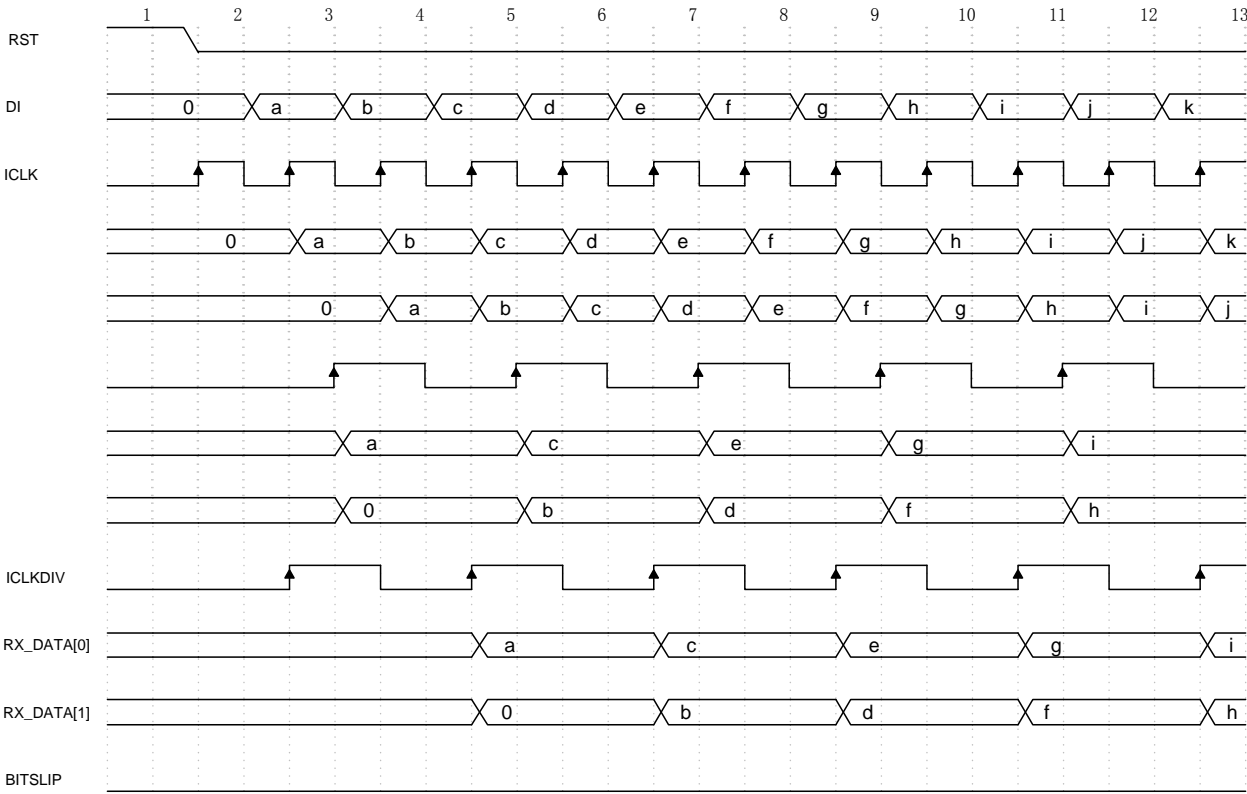 1 2 3 4 5 6 7 8 9 10 11 12 13
RST
DI 0 a b c d e f g h i j k
ICLK
0 a b c d e f g h i j k
0 a b c d e f g h i j
a c e g i
0 b d f h
ICLKDIV
RX_DATA[0] a c e g i
RX_DATA[1] 0 b d f h
BITSLIP